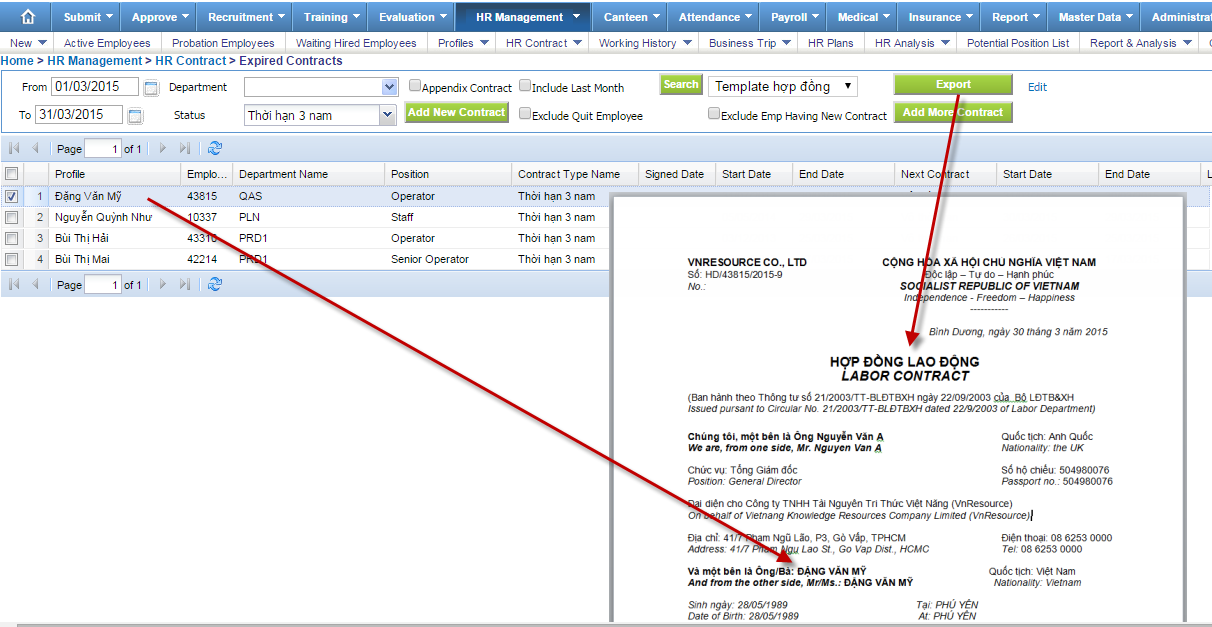 Submit Approve Recruitment Training Evaluation HR Management Canteen Attendance Payroll Medical Insurance Report Master Data Administrat
New Active Employees Probation Employees Waiting Hired Employees Profiles HR Contract Working History Business Trip HR Plans HR Analysis Potential Position List Report & Analysis
Home > HR Management > HR Contract > Expired Contracts
From 01/03/2015 Department Appendix Contract Include Last Month Search Template hợp đồng Export Edit
To 31/03/2015 Status Thời hạn 3 nam Add New Contract Exclude Quit Employee Exclude Emp Having New Contract Add More Contract
Page 1 of 1
Profile Emplo... Department Name Position Contract Type Name Signed Date Start Date End Date Next Contract Start Date End Date L
1 Đặng Văn Mỹ 43815 QAS Operator Thời hạn 3 nam
2 Nguyễn Quỳnh Như 10337 PLN Staff Thời hạn 3 nam
3 Bùi Thị Hải 43316 PRD1 Operator Thời hạn 3 nam
4 Bùi Thị Mai 42214 PRD1 Senior Operator Thời hạn 3 nam
Page 1 of 1
VNRESOURCE CO., LTD CỘNG HÒA XÃ HỘI CHỦ NGHĨA VIỆT NAM
Số: HD/43815/2015-9 Độc lập – Tự do – Hạnh phúc
No.: SOCIALIST REPUBLIC OF VIETNAM
Independence - Freedom – Happiness
-----------
Bình Dương, ngày 30 tháng 3 năm 2015
HỢP ĐỒNG LAO ĐỘNG
LABOR CONTRACT
(Ban hành theo Thông tư số 21/2003/TT-BLĐTBXH ngày 22/09/2003 của Bộ LĐTB&XH
Issued pursuant to Circular No. 21/2003/TT-BLĐTBXH dated 22/9/2003 of Labor Department)
Chúng tôi, một bên là Ông Nguyễn Văn A Quốc tịch: Anh Quốc
We are, from one side, Mr. Nguyen Van A Nationality: the UK
Chức vụ: Tổng Giám đốc Số hộ chiếu: 504980076
Position: General Director Passport no.: 504980076
Đại diện cho Công ty TNHH Tài Nguyên Tri Thức Việt Năng (VnResource)
On behalf of Vietnang Knowledge Resources Company Limited (VnResource)
Địa chỉ: 41/7 Phạm Ngũ Lão, P3, Gò Vấp, TPHCM Điện thoại: 08 6253 0000
Address: 41/7 Pham Ngu Lao St., Go Vap Dist., HCMC Tel: 08 6253 0000
Và một bên là Ông/Bà: ĐẶNG VĂN MỸ Quốc tịch: Việt Nam
And from the other side, Mr/Ms.: ĐẶNG VĂN MỸ Nationality: Vietnam
Sinh ngày: 28/05/1989 Tại: PHÚ YÊN
Date of Birth: 28/05/1989 At: PHÚ YÊN